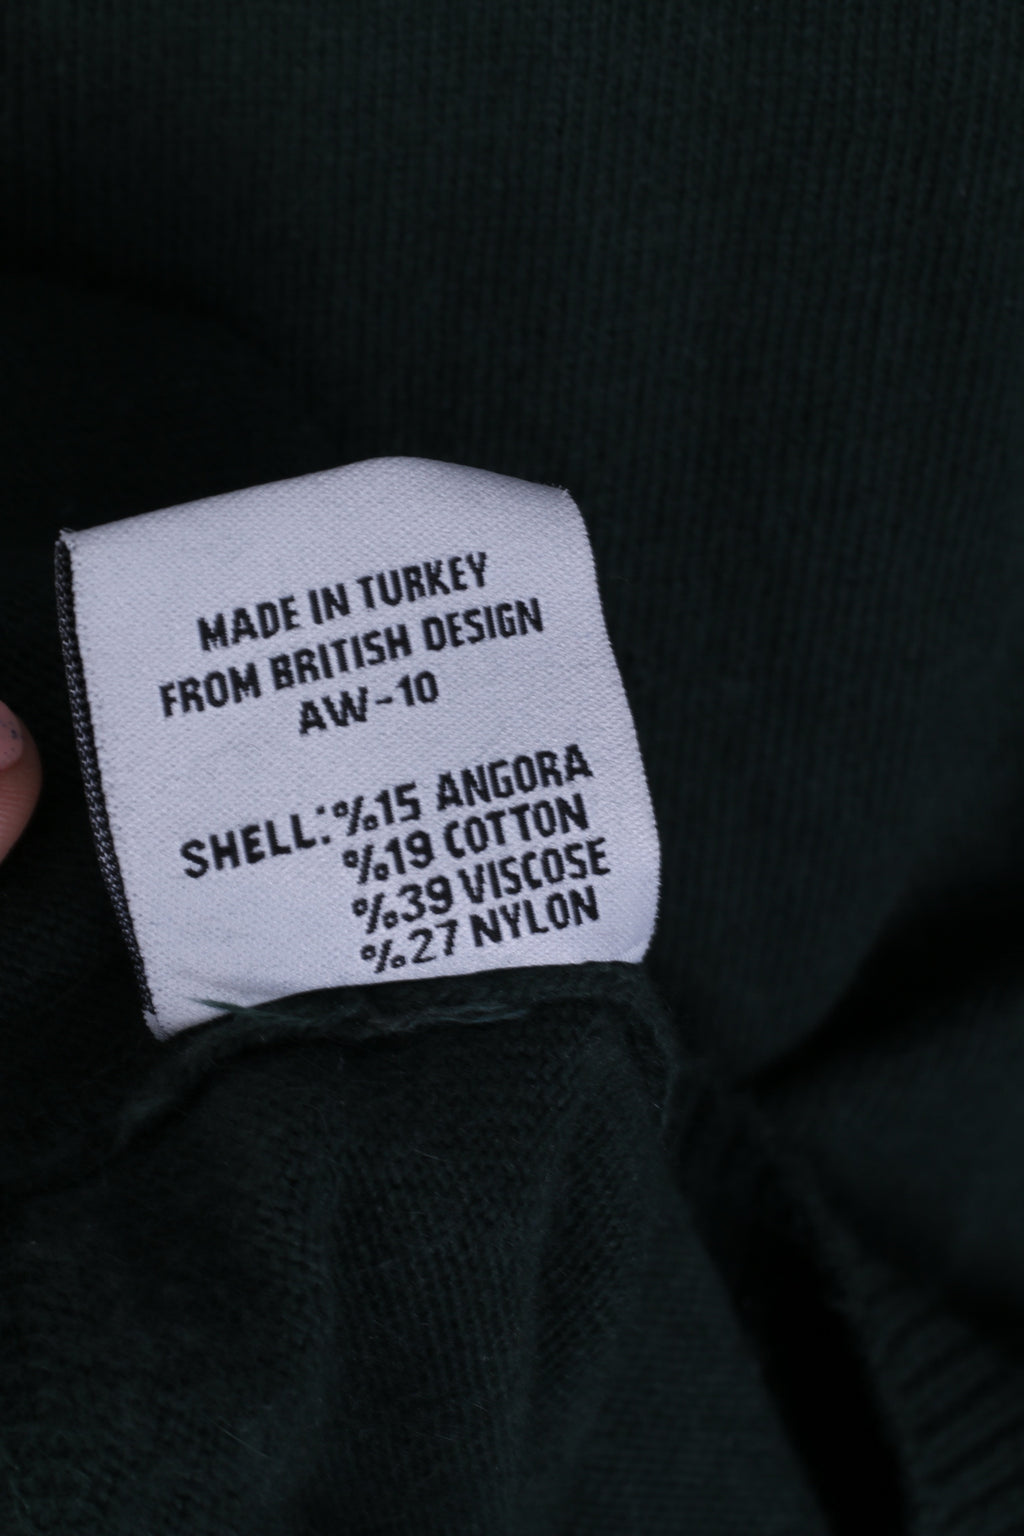 MADE IN TURKEY
FROM BRITISH DESIGN
AW-10
SHELL:%15 ANGORA
%19 COTTON
%39 VISCOSE
%27 NYLON